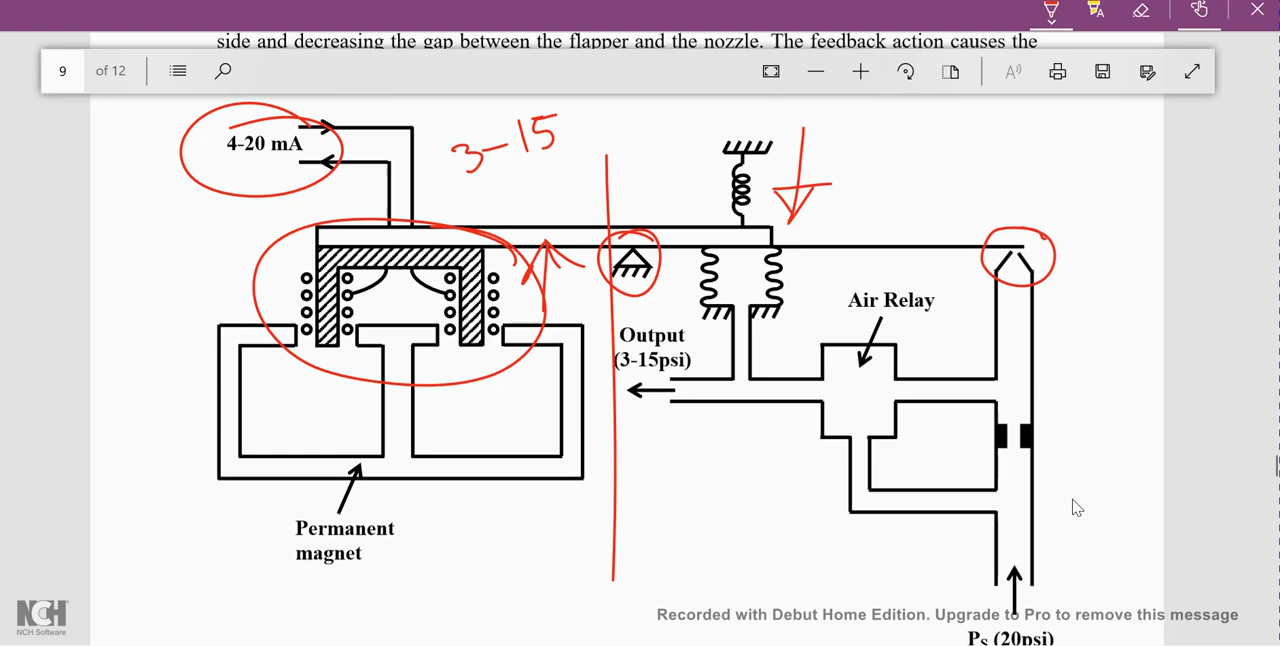 side and decreasing the gap between the flapper and the nozzle. The feedback action causes the
9 of 12
4-20 mA
3-15
Air Relay
Output
(3-15psi)
Permanent
magnet
NCH
NCH Software
Recorded with Debut Home Edition. Upgrade to Pro to remove this message
PS (20psi)